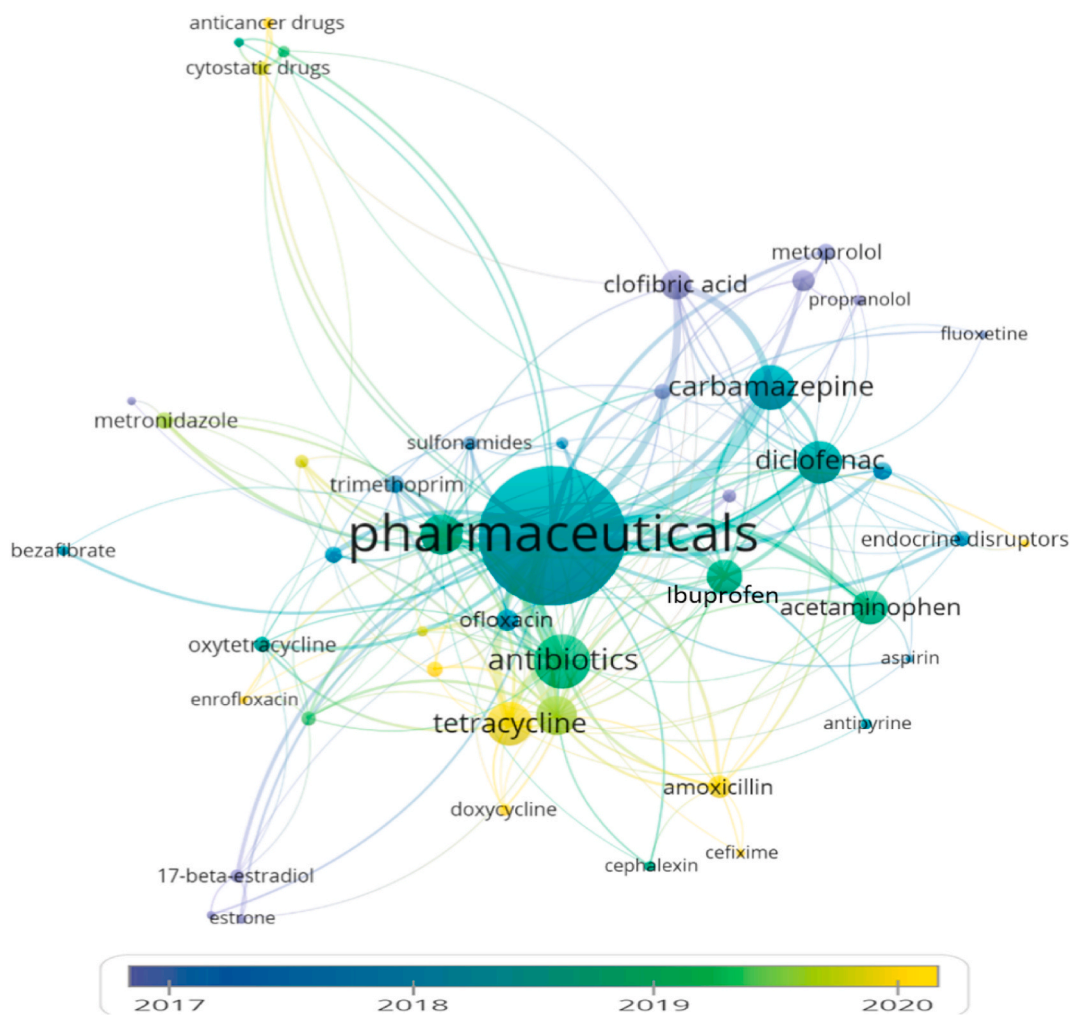 anticancer drugs
cytostatic drugs
metoprolol
clofibric acid
propranolol
fluoxetine
carbamazepine
metronidazole
sulfonamides
diclofenac
trimethoprim
pharmaceuticals
endocrine disruptors
bezafibrate
Ibuprofen
acetaminophen
ofloxacin
oxytetracycline
antibiotics
aspirin
enrofloxacin
tetracycline
antipyrine
amoxicillin
doxycycline
cefixime
cephalexin
17-beta-estradiol
estrone
2017 2018 2019 2020